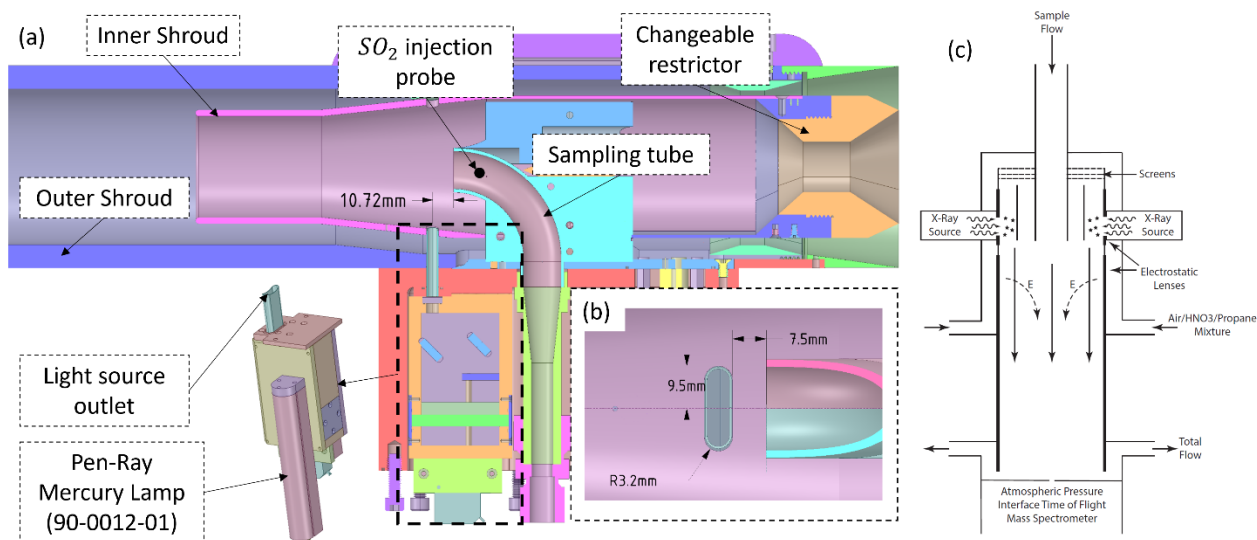 (a)
Inner Shroud
SO2 injection
probe
Changeable
restrictor
Sampling tube
10.72mm
Outer Shroud
Light source
outlet
Pen-Ray
Mercury Lamp
(90-0012-01)
(b)
7.5mm
9.5mm
R3.2mm
(c)
Sample
Flow
Screens
X-Ray
Source
X-Ray
Source
Electrostatic
Lenses
E
E
Air/HNO3/Propane
Mixture
Total
Flow
Atmospheric Pressure
Interface Time of Flight
Mass Spectrometer